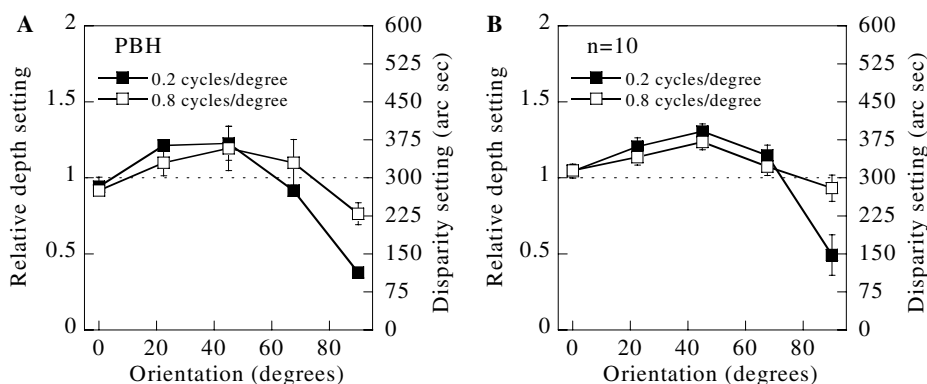 A
PBH
0.2 cycles/degree
0.8 cycles/degree
Relative depth setting
2
1.5
1
0.5
0
600
525
450
375
300
225
150
75
0
Disparity setting (arc sec)
0 20 40 60 80
Orientation (degrees)
B
n=10
0.2 cycles/degree
0.8 cycles/degree
Relative depth setting
2
1.5
1
0.5
0
600
525
450
375
300
225
150
75
0
Disparity setting (arc sec)
0 20 40 60 80
Orientation (degrees)